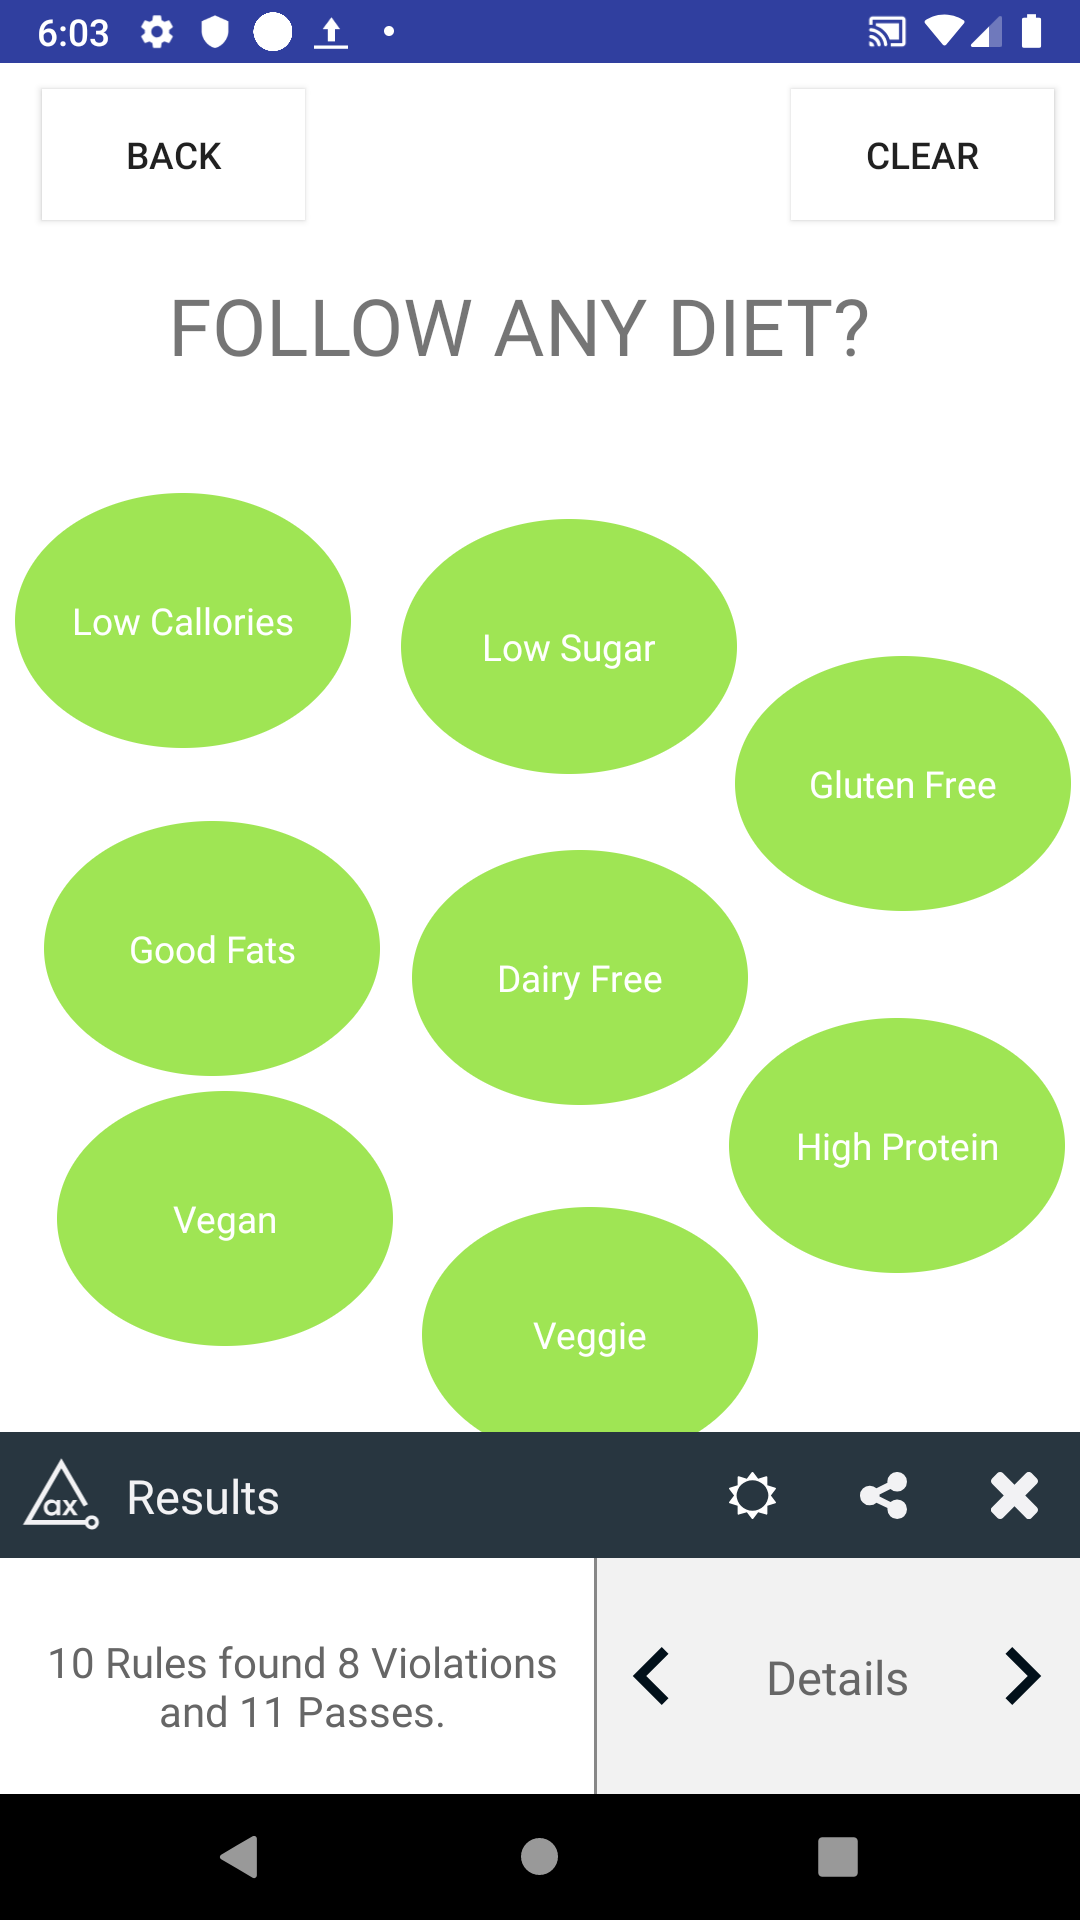 6:03
BACK
CLEAR
FOLLOW ANY DIET?
Low Callories
Low Sugar
Gluten Free
Good Fats
Dairy Free
High Protein
Vegan
Veggie
ax
Results
10 Rules found 8 Violations
and 11 Passes.
Details